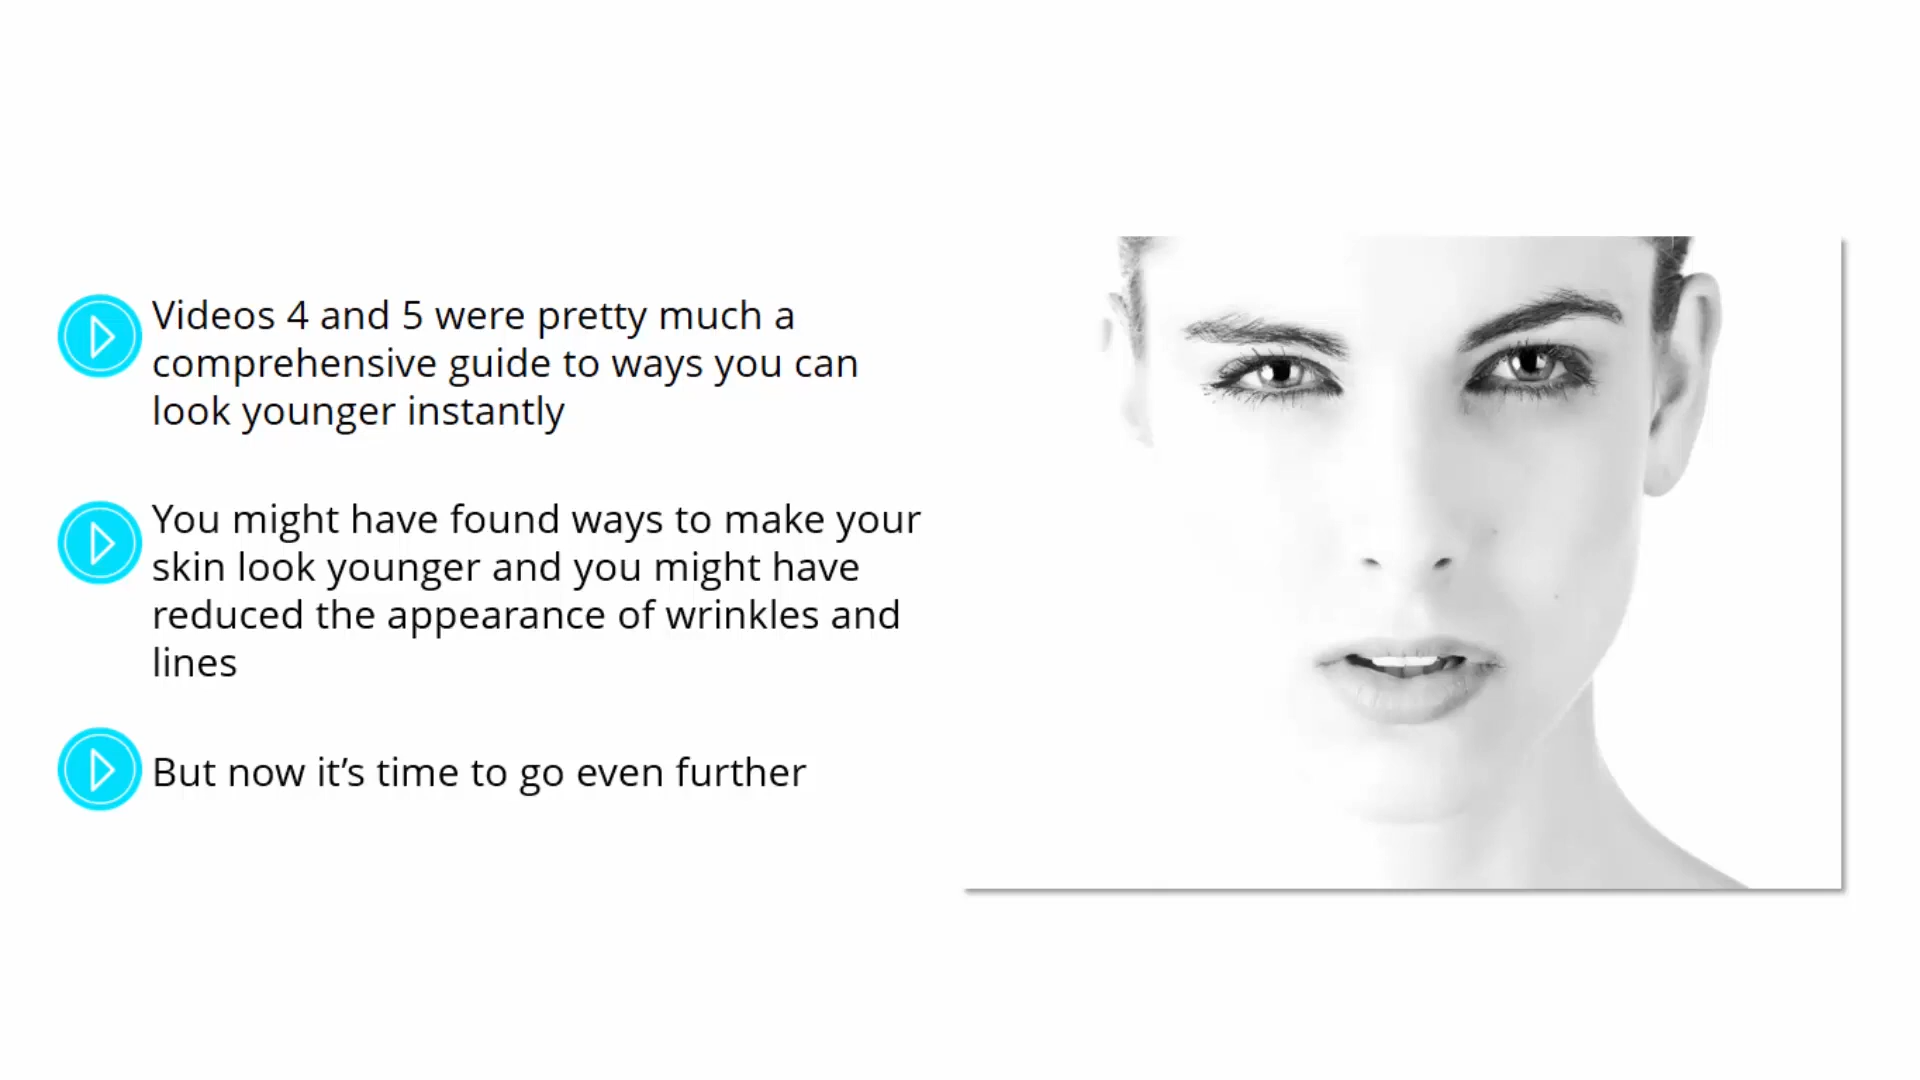 Videos 4 and 5 were pretty much a
comprehensive guide to ways you can
look younger instantly
You might have found ways to make your
skin look younger and you might have
reduced the appearance of wrinkles and
lines
But now it’s time to go even further